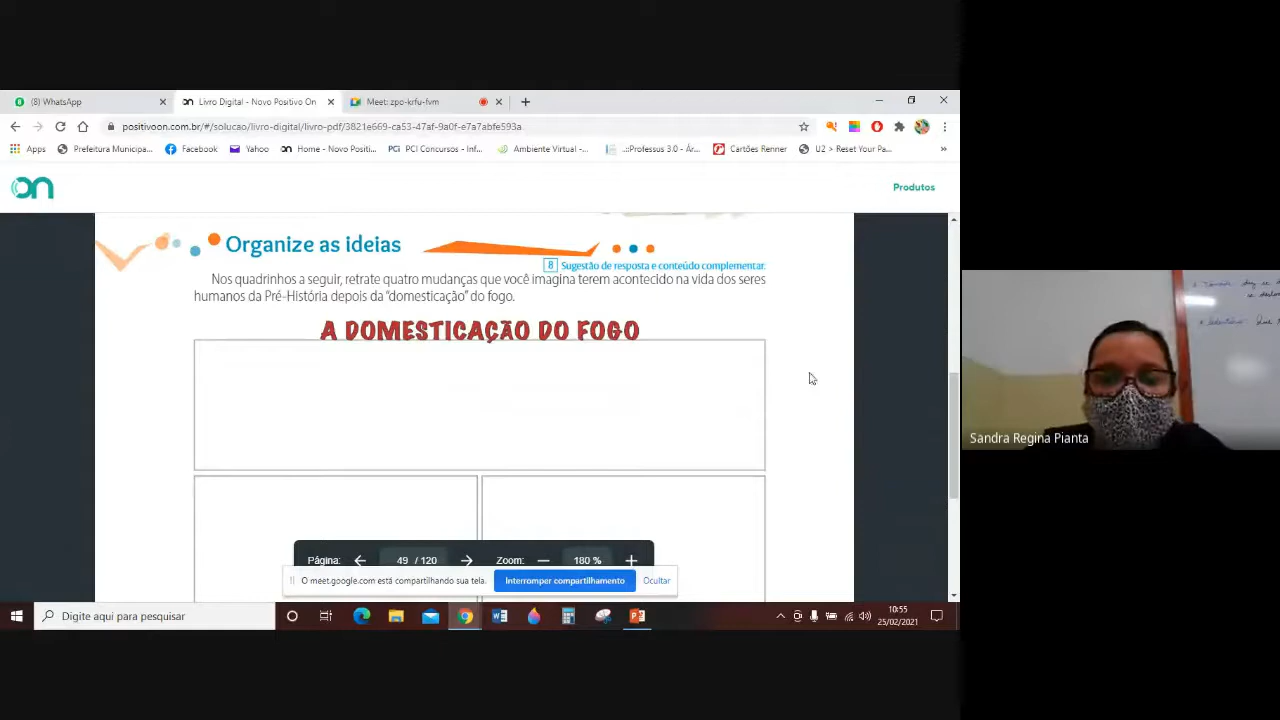 (8) WhatsApp
Livro Digital - Novo Positivo On
Meet: zpo-krfu-fvm
positivoon.com.br/#/solucao/livro-digital/livro-pdf/3821e669-ca53-47af-9a0f-e7a7abfe593a
Apps
Prefeitura Municipa...
Facebook
Yahoo
Home - Novo Positi...
PCi PCI Concursos - Inf...
Ambiente Virtual -...
.::Professus 3.0 - Ár...
Cartões Renner
U2 > Reset Your Pa...
»
on
Produtos
Organize as ideias
8 Sugestão de resposta e conteúdo complementar.
Nos quadrinhos a seguir, retrate quatro mudanças que você imagina terem acontecido na vida dos seres
humanos da Pré-História depois da “domesticação” do fogo.
A DOMESTICAÇÃO DO FOGO
Sandra Regina Pianta
Página: 49 / 120 Zoom: 180 %
O meet.google.com está compartilhando sua tela.
Interromper compartilhamento
Ocultar
Digite aqui para pesquisar
10:55
25/02/2021